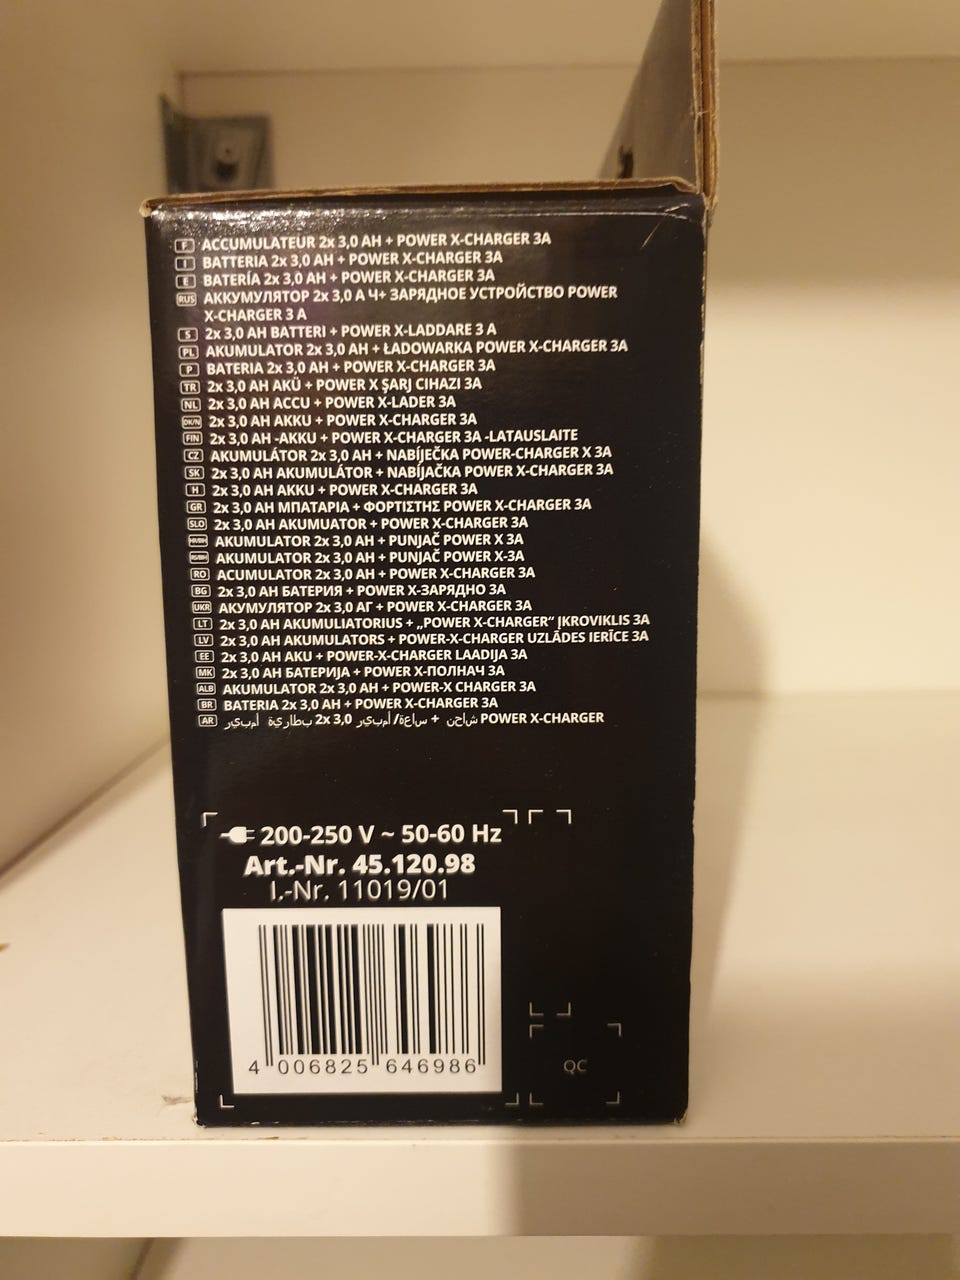 F ACCUMULATEUR 2x 3,0 AH + POWER X-CHARGER 3A
I BATTERIA 2x 3,0 AH + POWER X-CHARGER 3A
E BATERÍA 2x 3,0 AH + POWER X-CHARGER 3A
RUS АККУМУЛЯТОР 2x 3,0 А Ч+ ЗАРЯДНОЕ УСТРОЙСТВО POWER
X-CHARGER 3 A
S 2x 3,0 AH BATTERI + POWER X-LADDARE 3 A
PL AKUMULATOR 2x 3,0 AH + ŁADOWARKA POWER X-CHARGER 3A
P BATERIA 2x 3,0 AH + POWER X-CHARGER 3A
TR 2x 3,0 AH AKÜ + POWER X ŞARJ CIHAZI 3A
NL 2x 3,0 AH ACCU + POWER X-LADER 3A
DK/N 2x 3,0 AH AKKU + POWER X-CHARGER 3A
FIN 2x 3,0 AH -AKKU + POWER X-CHARGER 3A -LATAUSLAITE
CZ AKUMULÁTOR 2x 3,0 AH + NABÍJEČKA POWER-CHARGER X 3A
SK 2x 3,0 AH AKUMULÁTOR + NABÍJAČKA POWER X-CHARGER 3A
H 2x 3,0 AH AKKU + POWER X-CHARGER 3A
GR 2x 3,0 AH ΜΠΑΤΑΡΙΑ + ΦΟΡΤΙΣΤΗΣ POWER X-CHARGER 3A
SLO 2x 3,0 AH AKUMUATOR + POWER X-CHARGER 3A
HR/BIH AKUMULATOR 2x 3,0 AH + PUNJAČ POWER X 3A
RS/BIH AKUMULATOR 2x 3,0 AH + PUNJAČ POWER X-3A
RO ACUMULATOR 2x 3,0 AH + POWER X-CHARGER 3A
BG 2x 3,0 AH БАТЕРИЯ + POWER X-ЗАРЯДНО 3A
UKR АКУМУЛЯТОР 2x 3,0 АГ + POWER X-CHARGER 3A
LT 2x 3,0 AH AKUMULIATORIUS + „POWER X-CHARGER“ ĮKROVIKLIS 3A
LV 2x 3,0 AH AKUMULATORS + POWER-X-CHARGER UZLĀDES IERĪCE 3A
EE 2x 3,0 AH AKU + POWER-X-CHARGER LAADIJA 3A
MK 2x 3,0 AH БАТЕРИЈА + POWER X-ПОЛНАЧ 3A
ALB AKUMULATOR 2x 3,0 AH + POWER-X CHARGER 3A
BR BATERIA 2x 3,0 AH + POWER X-CHARGER 3A
AR أمبير بطارية 2x 3,0 أمبير/ساعة + شاحن POWER X-CHARGER
200-250 V ~ 50-60 Hz
Art.-Nr. 45.120.98
I.-Nr. 11019/01
4 006825 646986
QC